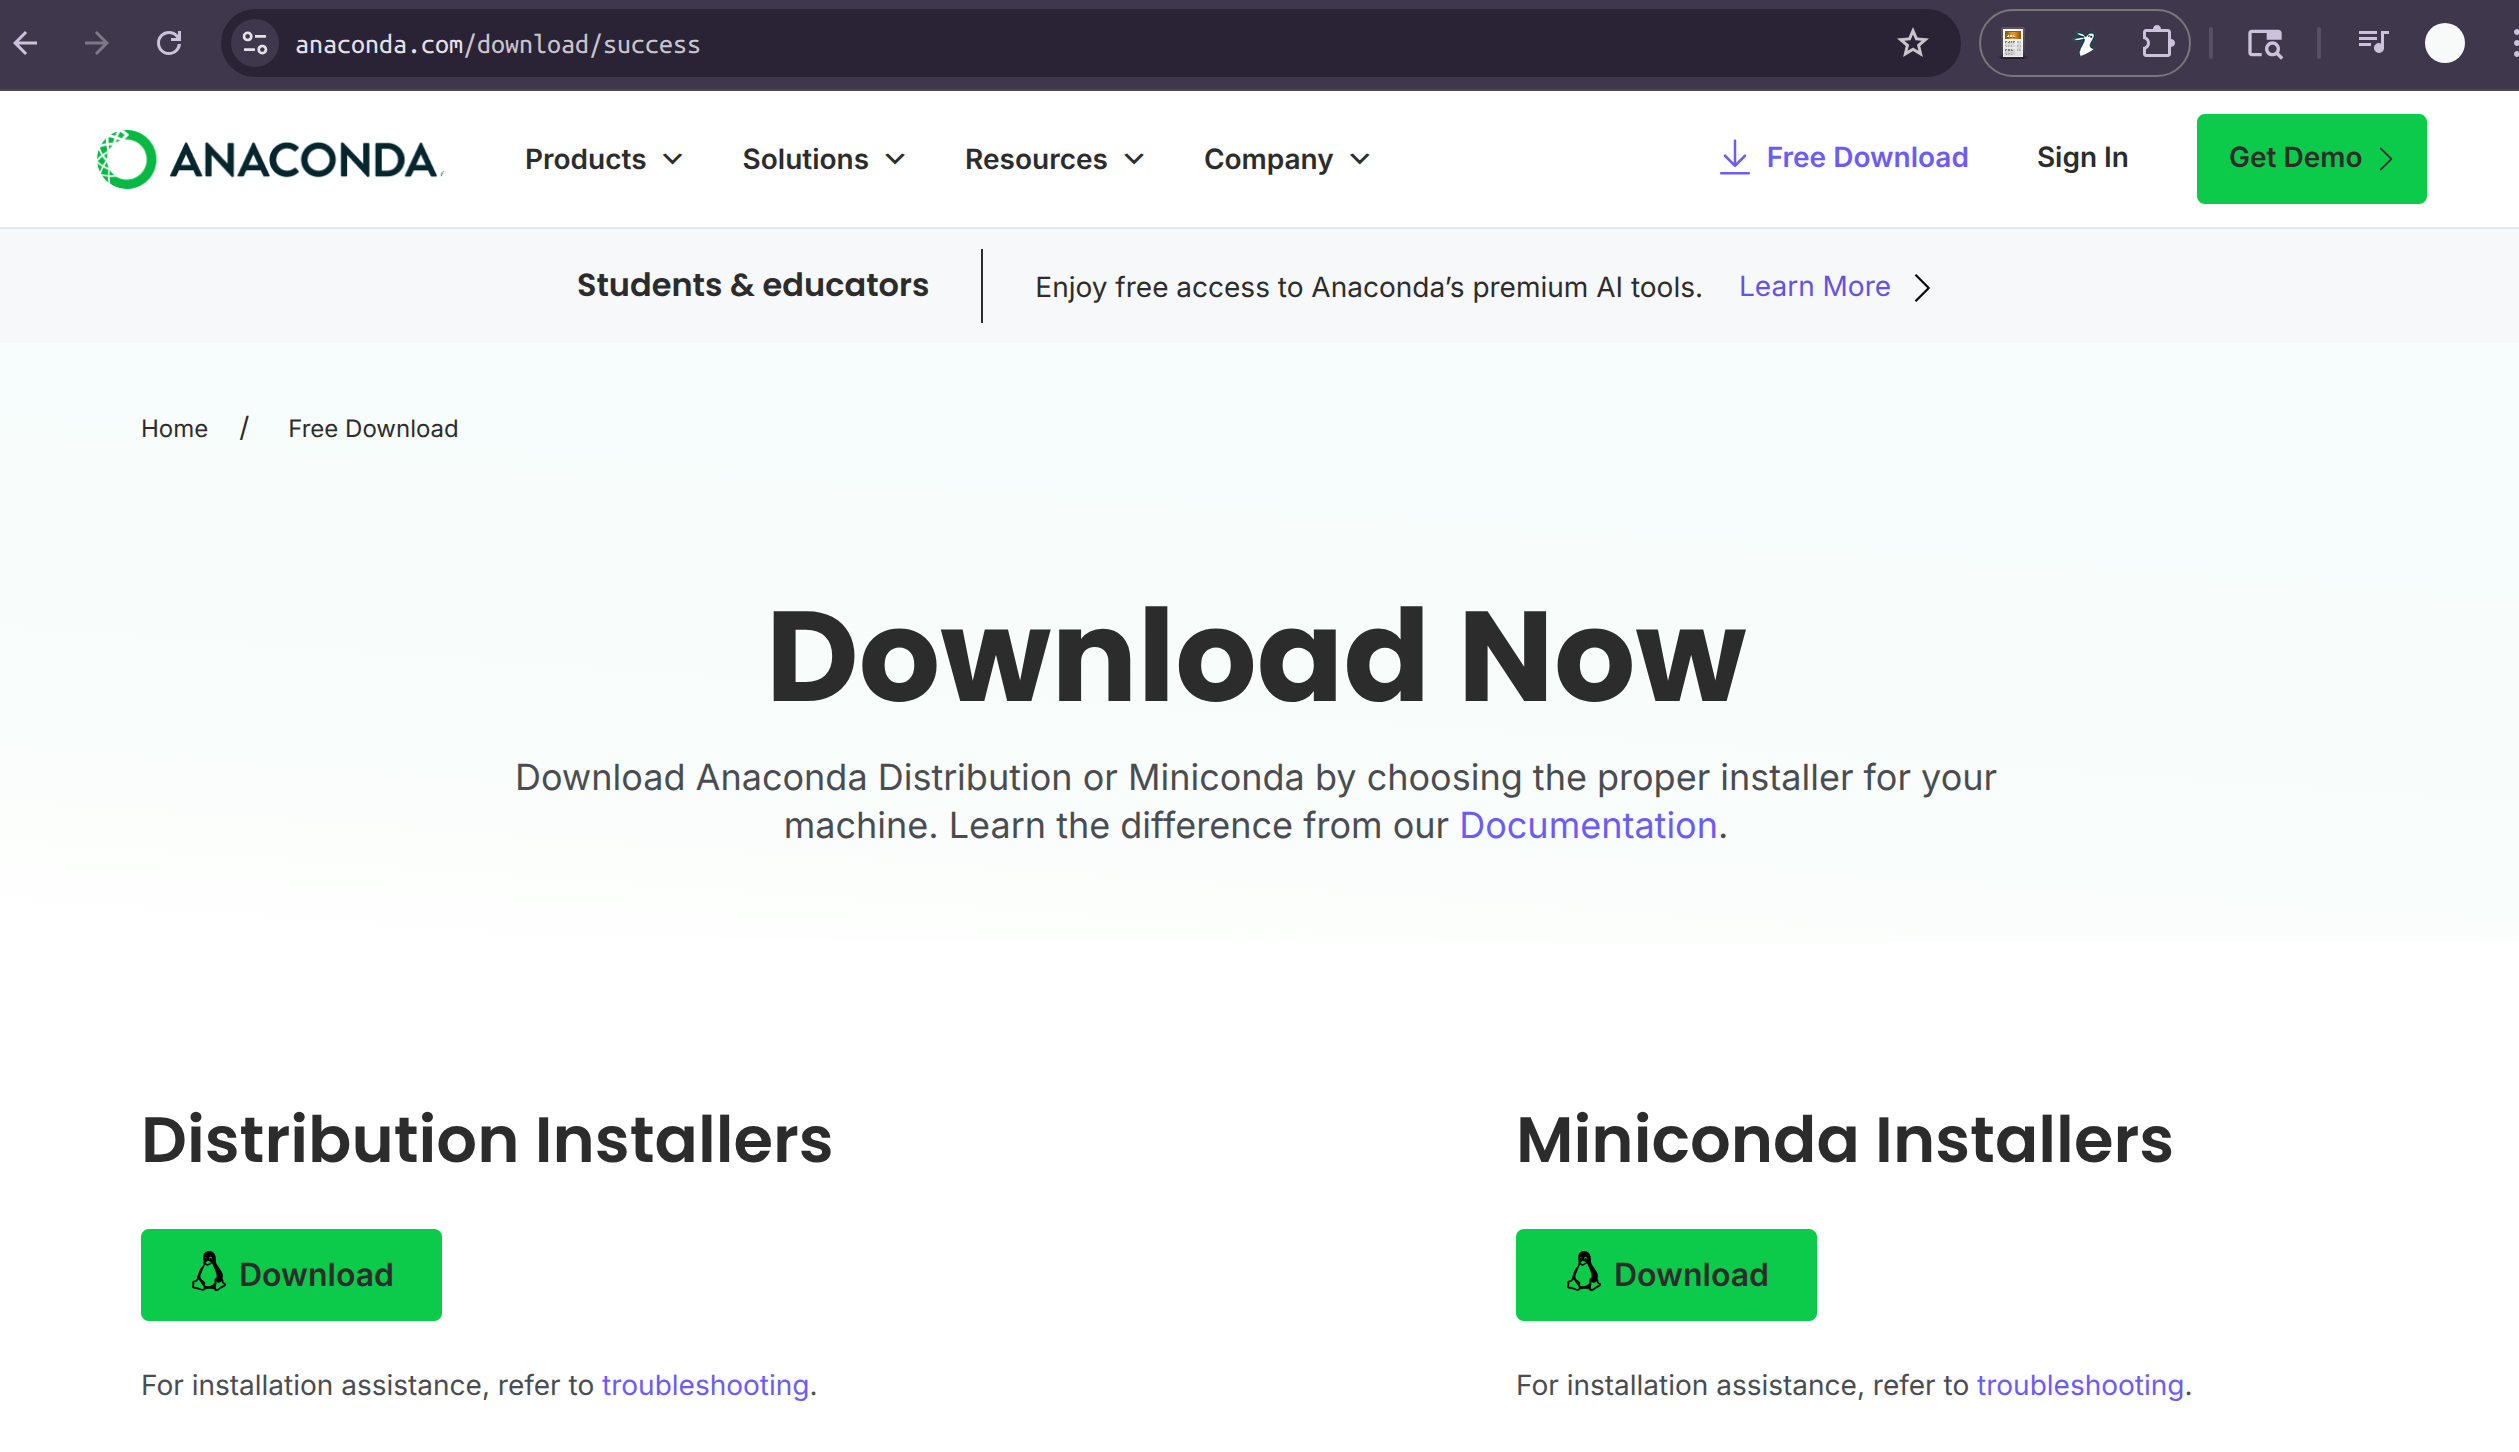 anaconda.com/download/success
ANACONDA.
Products
Solutions
Resources
Company
Free Download
Sign In
Get Demo
Students & educators
Enjoy free access to Anaconda’s premium AI tools.
Learn More
Home / Free Download
Download Now
Download Anaconda Distribution or Miniconda by choosing the proper installer for your
machine. Learn the difference from our Documentation.
Distribution Installers
Download
For installation assistance, refer to troubleshooting.
Miniconda Installers
Download
For installation assistance, refer to troubleshooting.